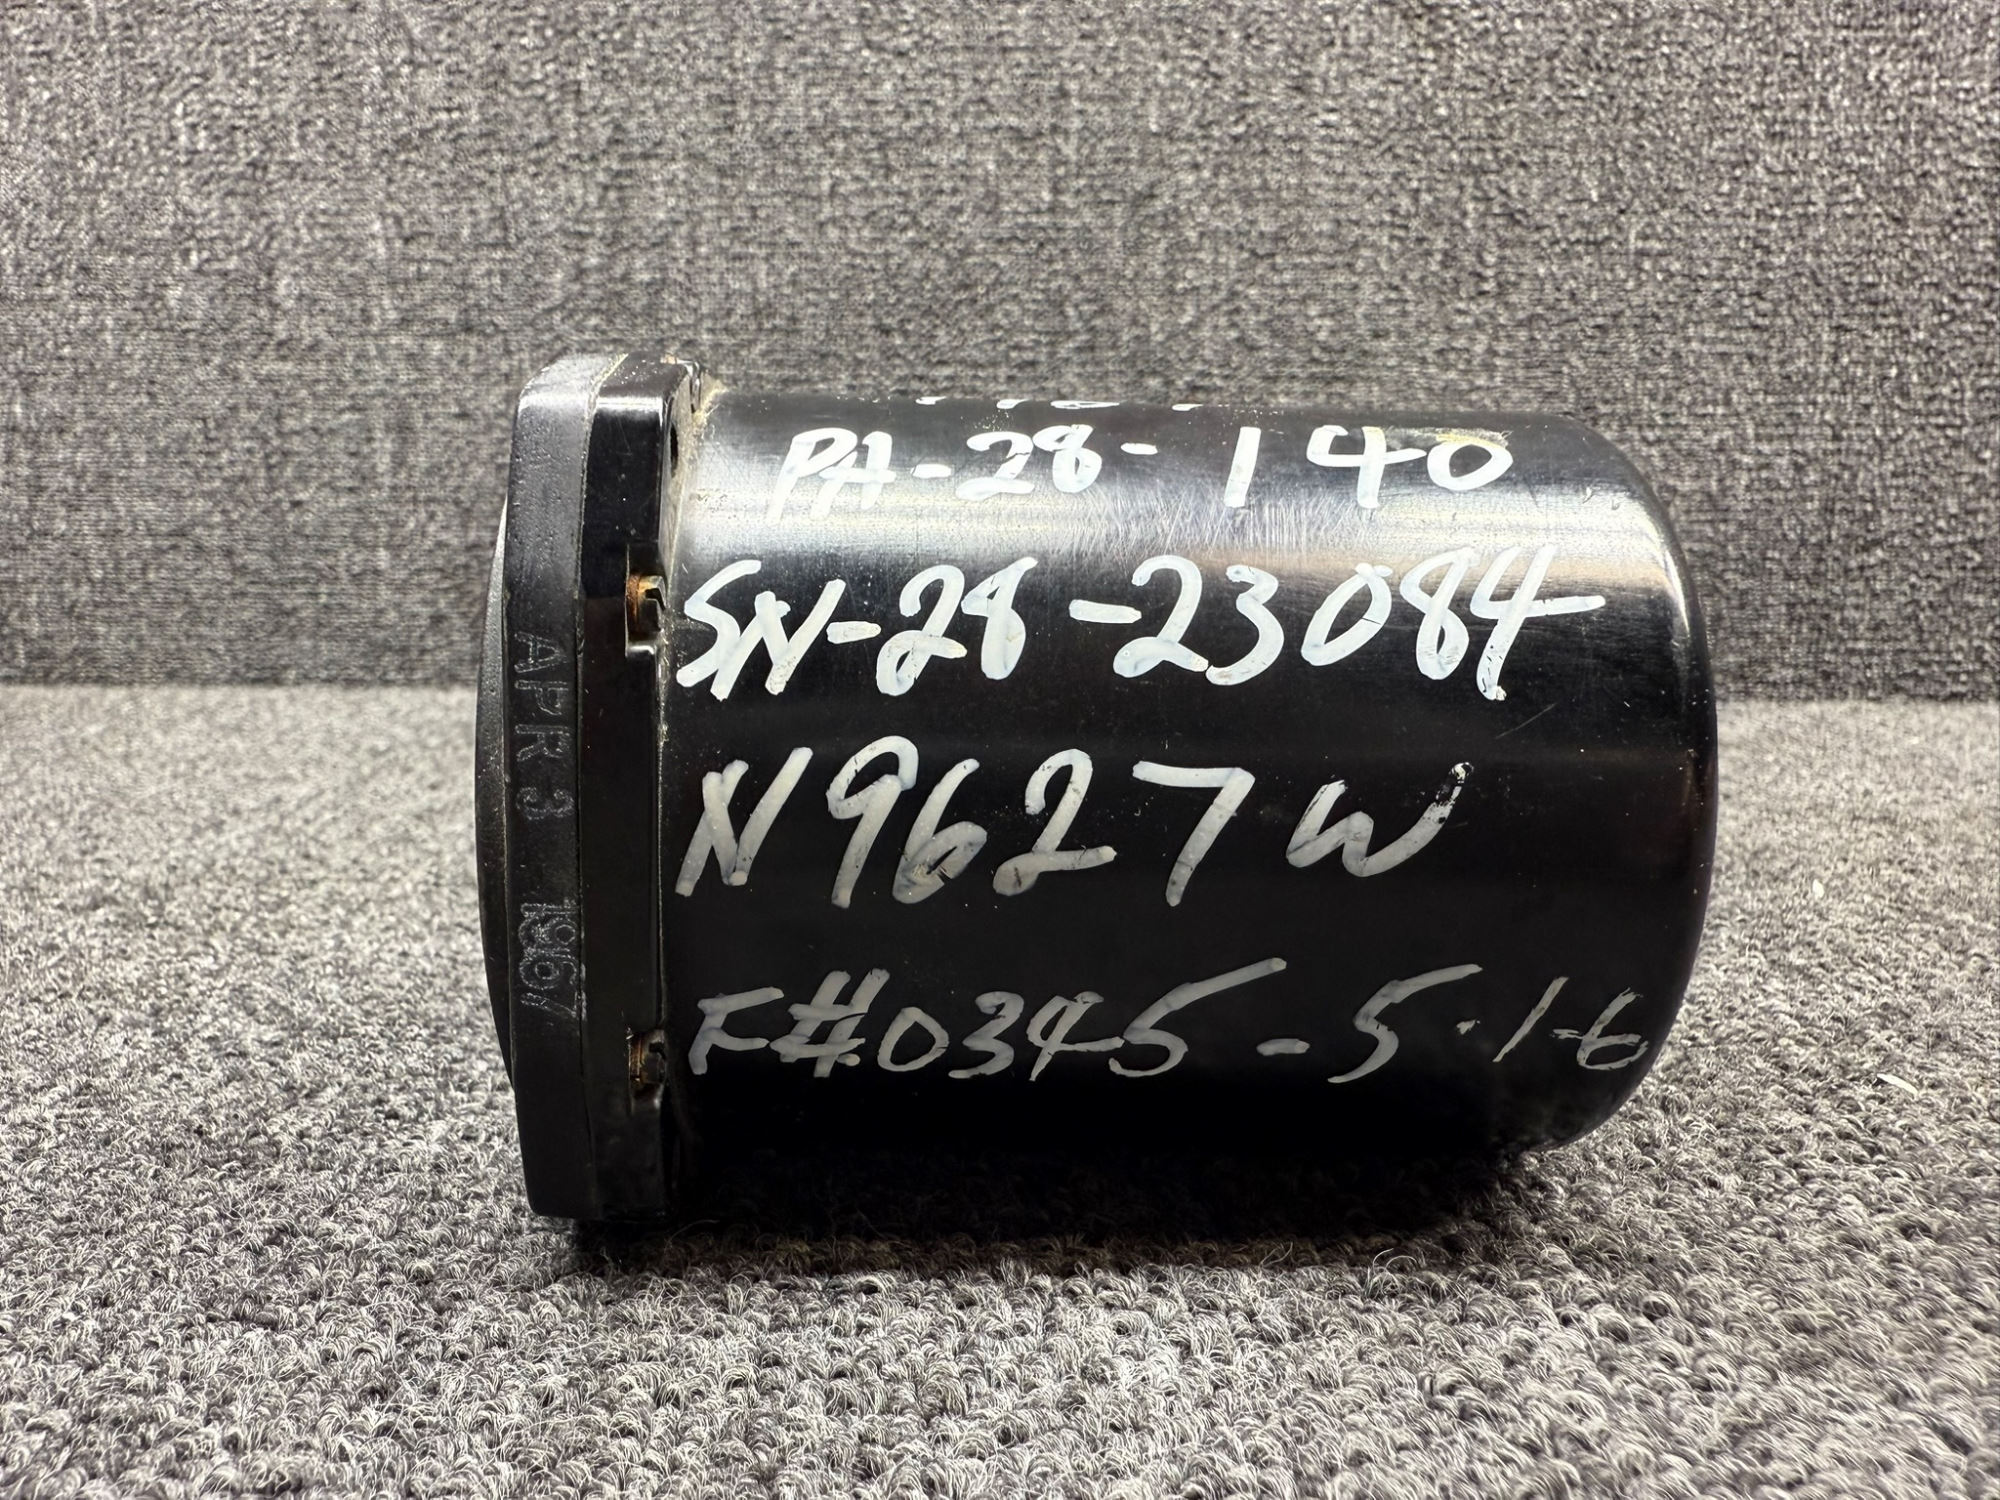 PA-28-140
SN-28-23084
N9627W
F#0345-5-1-6
APR 3 1967